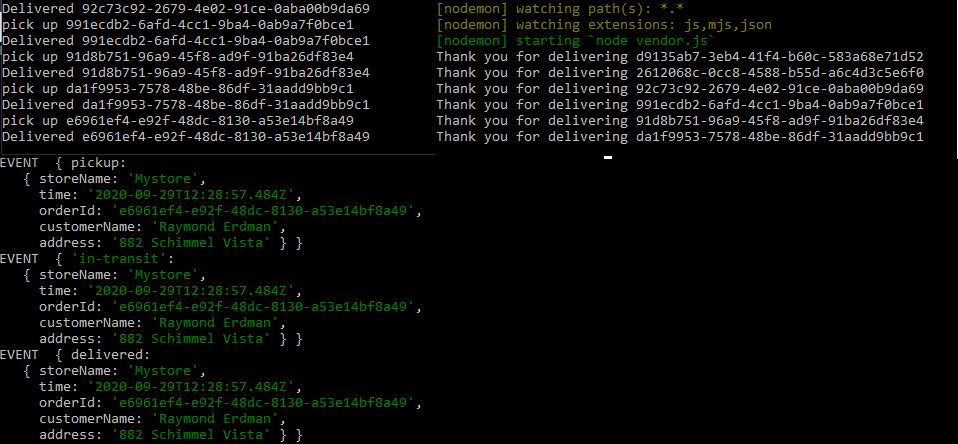 Delivered 92c73c92-2679-4e02-91ce-0aba00b9da69
pick up 991ecdb2-6afd-4cc1-9ba4-0ab9a7f0bce1
Delivered 991ecdb2-6afd-4cc1-9ba4-0ab9a7f0bce1
pick up 91d8b751-96a9-45f8-ad9f-91ba26df83e4
Delivered 91d8b751-96a9-45f8-ad9f-91ba26df83e4
pick up da1f9953-7578-48be-86df-31aadd9bb9c1
Delivered da1f9953-7578-48be-86df-31aadd9bb9c1
pick up e6961ef4-e92f-48dc-8130-a53e14bf8a49
Delivered e6961ef4-e92f-48dc-8130-a53e14bf8a49
[nodemon] watching path(s): *.*
[nodemon] watching extensions: js,mjs,json
[nodemon] starting `node vendor.js`
Thank you for delivering d9135ab7-3eb4-41f4-b60c-583a68e71d52
Thank you for delivering 2612068c-0cc8-4588-b55d-a6c4d3c5e6f0
Thank you for delivering 92c73c92-2679-4e02-91ce-0aba00b9da69
Thank you for delivering 991ecdb2-6afd-4cc1-9ba4-0ab9a7f0bce1
Thank you for delivering 91d8b751-96a9-45f8-ad9f-91ba26df83e4
Thank you for delivering da1f9953-7578-48be-86df-31aadd9bb9c1
EVENT  { pickup:
   { storeName: 'Mystore',
     time: '2020-09-29T12:28:57.484Z',
     orderId: 'e6961ef4-e92f-48dc-8130-a53e14bf8a49',
     customerName: 'Raymond Erdman',
     address: '882 Schimmel Vista' } }
EVENT  { 'in-transit':
   { storeName: 'Mystore',
     time: '2020-09-29T12:28:57.484Z',
     orderId: 'e6961ef4-e92f-48dc-8130-a53e14bf8a49',
     customerName: 'Raymond Erdman',
     address: '882 Schimmel Vista' } }
EVENT  { delivered:
   { storeName: 'Mystore',
     time: '2020-09-29T12:28:57.484Z',
     orderId: 'e6961ef4-e92f-48dc-8130-a53e14bf8a49',
     customerName: 'Raymond Erdman',
     address: '882 Schimmel Vista' } }